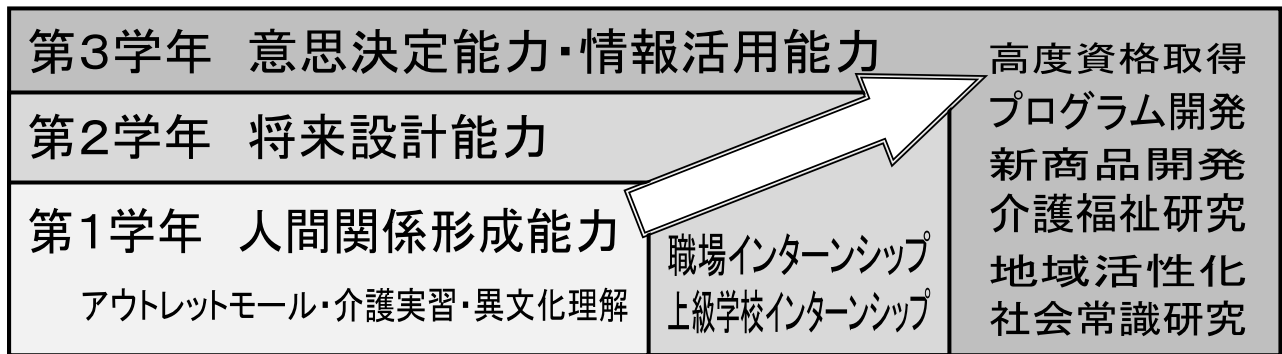 第3学年　意思決定能力・情報活用能力
第2学年　将来設計能力
第1学年　人間関係形成能力
アウトレットモール・介護実習・異文化理解
職場インターンシップ
上級学校インターンシップ
高度資格取得
プログラム開発
新商品開発
介護福祉研究
地域活性化
社会常識研究